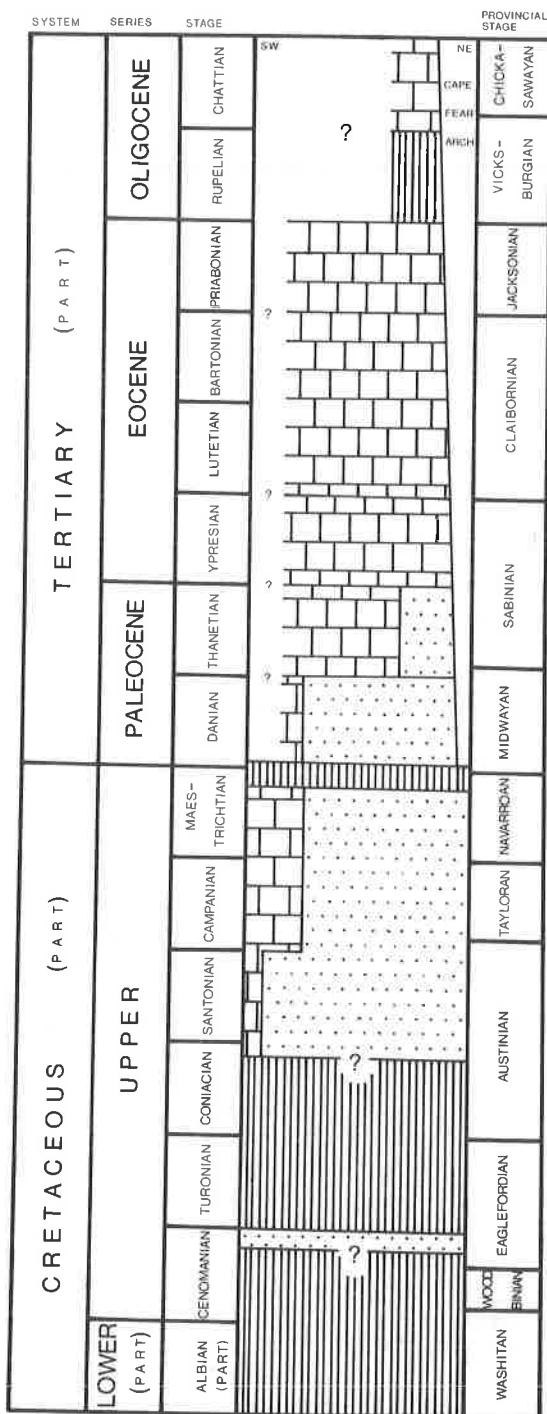 SYSTEM SERIES STAGE PROVINCIAL STAGE
TERTIARY (PART)
CRETACEOUS (PART)
OLIGOCENE
EOCENE
PALEOCENE
UPPER
LOWER (PART)
CHATTIAN
RUPELIAN
PRIABONIAN
BARTONIAN
LUTETIAN
YPRESIAN
THANETIAN
DANIAN
MAES-
TRICHTIAN
CAMPANIAN
SANTONIAN
CONIACIAN
TURONIAN
CENOMANIAN
ALBIAN
(PART)
SW
NE
CAPE
FEAR
ARCH
?
?
?
?
?
?
?
CHICKA-
SAWAYAN
VICKS-
BURGIAN
JACKSONIAN
CLAIBORNIAN
SABINIAN
MIDWAYAN
NAVARROAN
TAYLORAN
AUSTINIAN
EAGLEFORDIAN
WOOD
BINIAN
WASHITAN